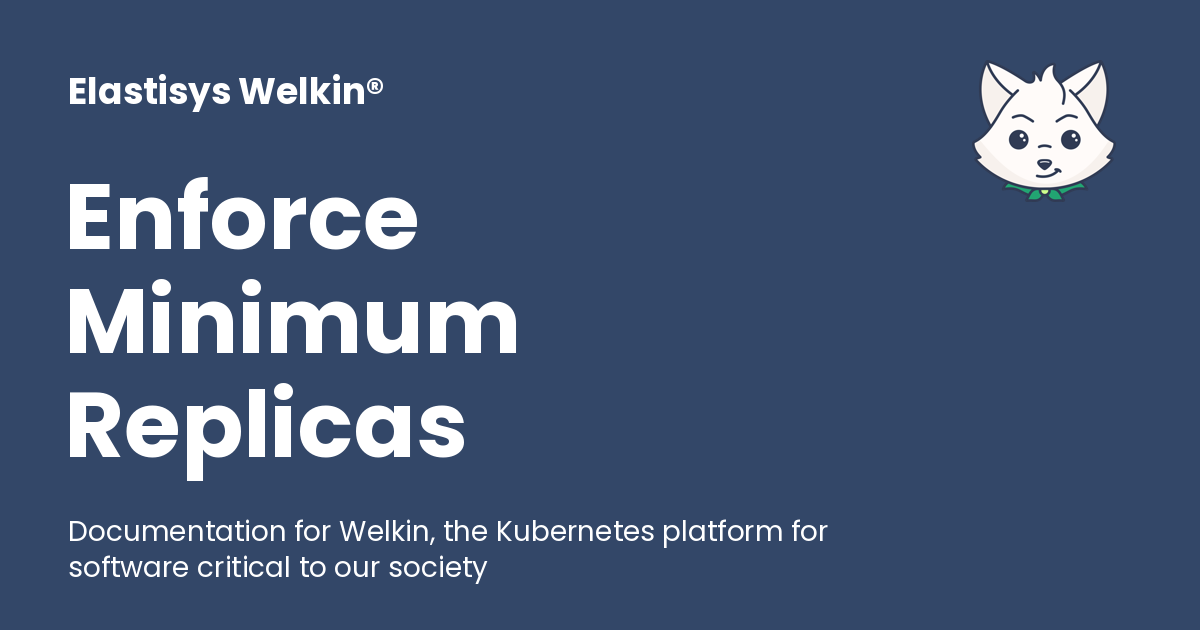 Elastisys Welkin®
Enforce
Minimum
Replicas
Documentation for Welkin, the Kubernetes platform for
software critical to our society